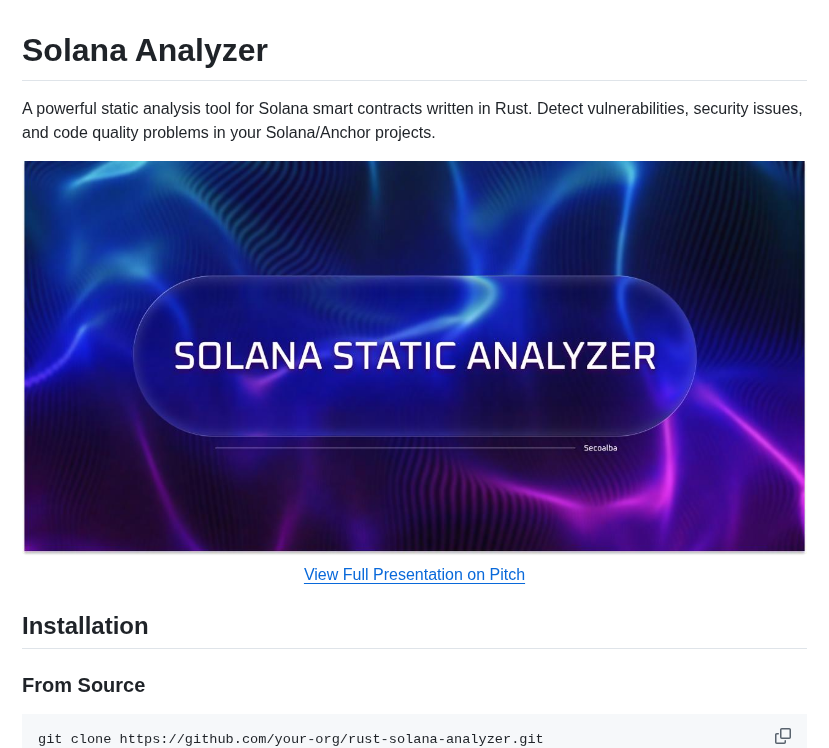 Solana Analyzer
A powerful static analysis tool for Solana smart contracts written in Rust. Detect vulnerabilities, security issues,
and code quality problems in your Solana/Anchor projects.
SOLANA STATIC ANALYZER
Secoalba
View Full Presentation on Pitch
Installation
From Source
git clone https://github.com/your-org/rust-solana-analyzer.git